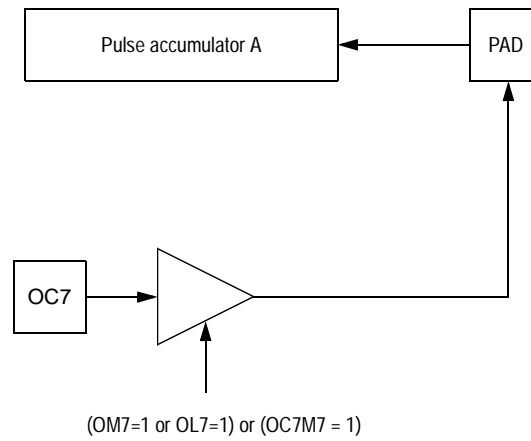 Pulse accumulator A
PAD
OC7
(OM7=1 or OL7=1) or (OC7M7 = 1)